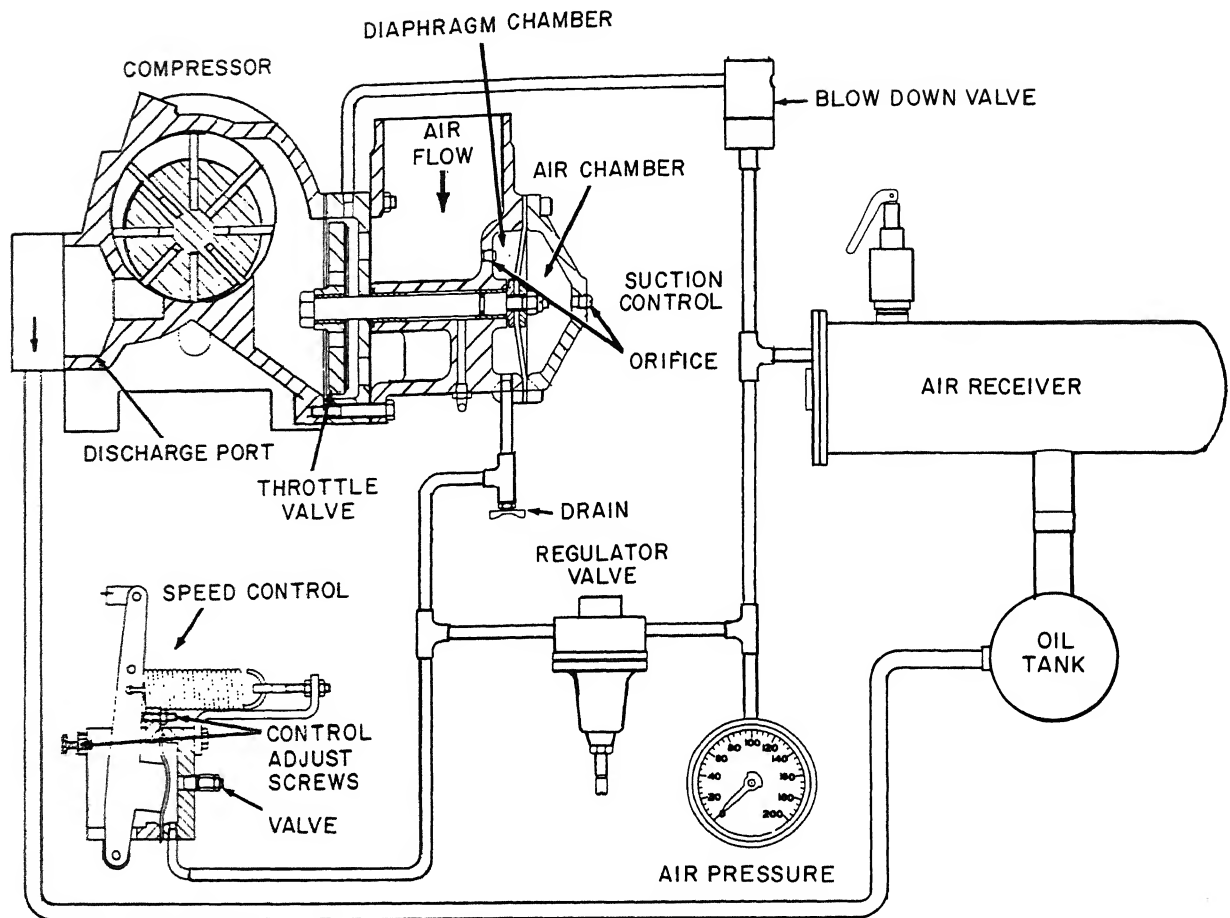 DIAPHRAGM CHAMBER
COMPRESSOR
BLOW DOWN VALVE
AIR
FLOW
AIR CHAMBER
SUCTION
CONTROL
ORIFICE
AIR RECEIVER
DISCHARGE PORT
THROTTLE
VALVE
DRAIN
REGULATOR
VALVE
SPEED CONTROL
OIL
TANK
CONTROL
ADJUST
SCREWS
VALVE
0 20 40 60 80 100 120 140 160 180 200
AIR PRESSURE